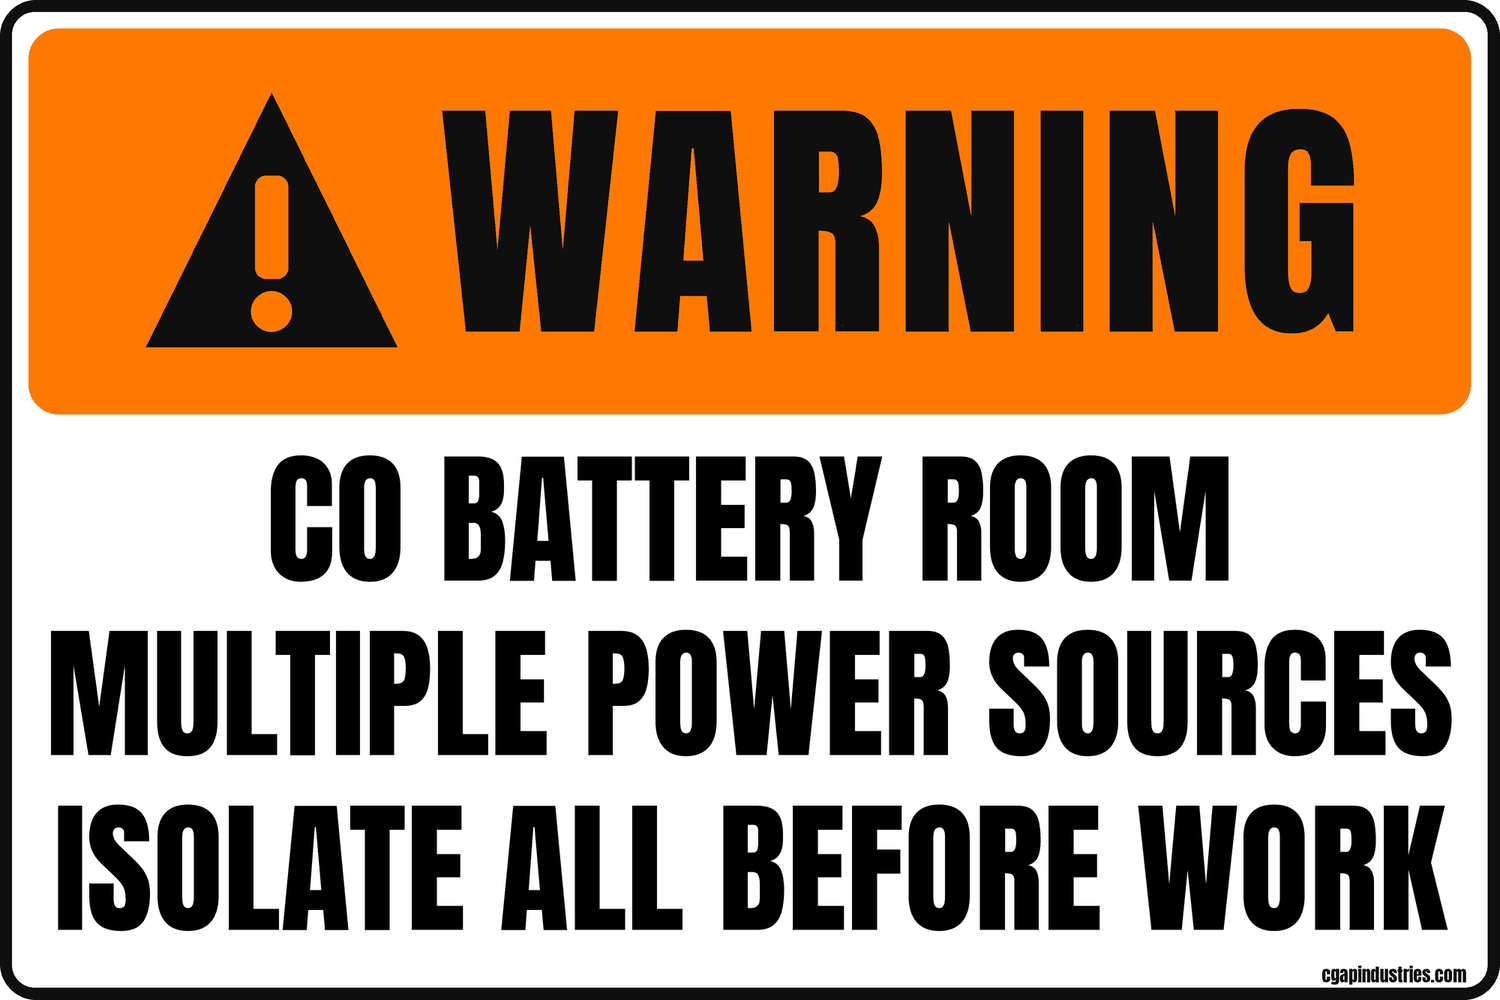 WARNING
CO BATTERY ROOM
MULTIPLE POWER SOURCES
ISOLATE ALL BEFORE WORK
cgapindustries.com